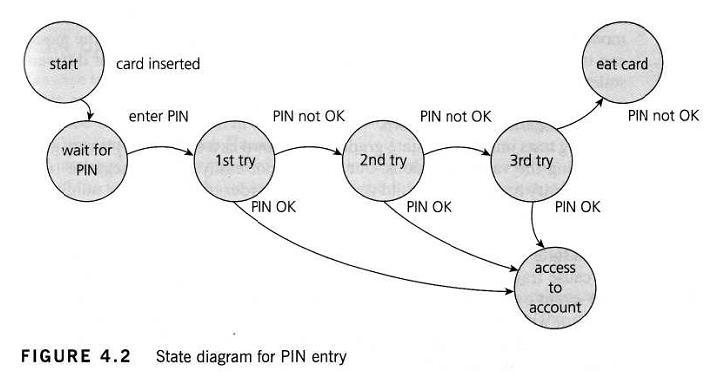 start
card inserted
eat card
enter PIN
PIN not OK
PIN not OK
PIN not OK
wait for
PIN
1st try
2nd try
3rd try
PIN OK
PIN OK
PIN OK
access
to
account
FIGURE 4.2 State diagram for PIN entry